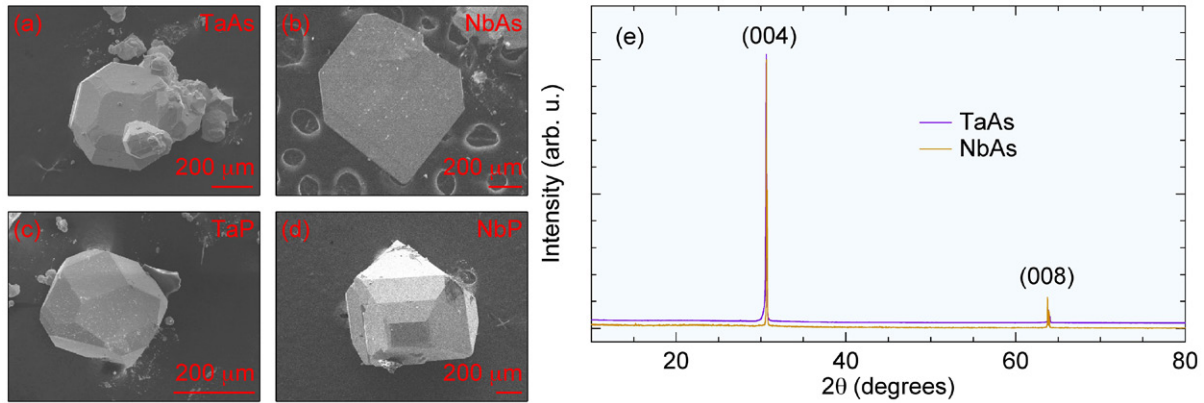 (a) TaAs
200 μm
(b) NbAs
200 μm
(c) TaP
200 μm
(d) NbP
200 μm
(e)
(004)
(008)
TaAs
NbAs
Intensity (arb. u.)
20 40 60 80
2θ (degrees)